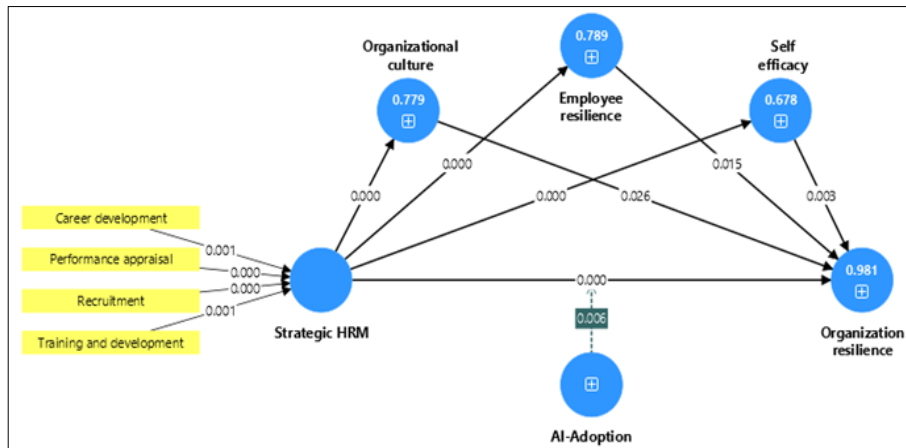 0.789
Organizational
culture
Self
efficacy
0.779
Employee
resilience
0.678
0.000
0.000
0.000
0.015
0.026
0.003
Career development
0.001
Performance appraisal
0.000
0.000
Recruitment
0.001
Training and development
Strategic HRM
0.000
0.981
Organization
resilience
0.006
AI-Adoption